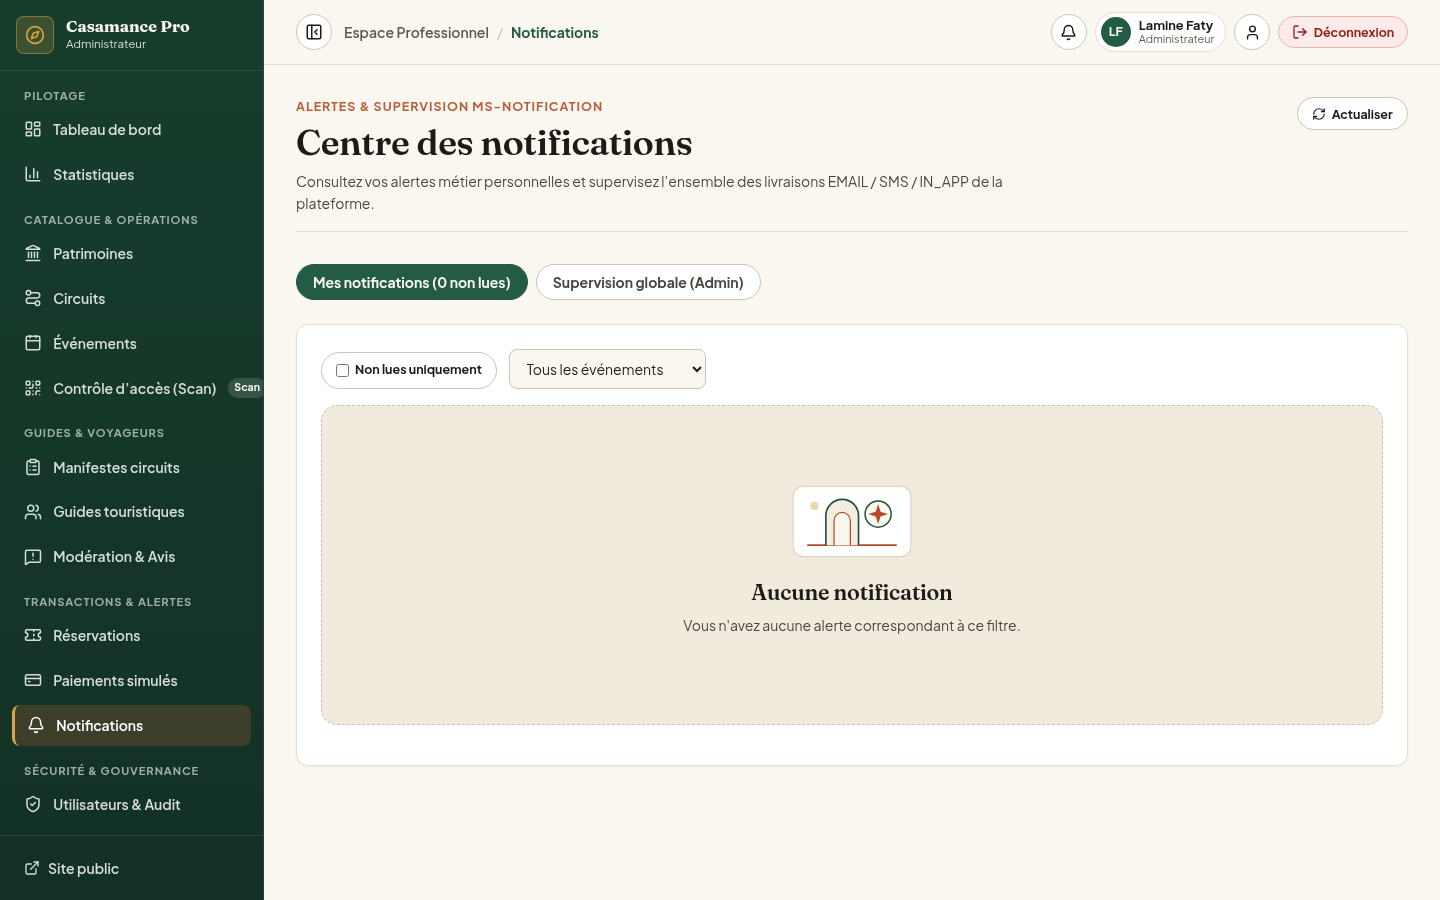 Casamance Pro
Administrateur
PILOTAGE
Tableau de bord
Statistiques
CATALOGUE & OPÉRATIONS
Patrimoines
Circuits
Événements
Contrôle d'accès (Scan) Scan
GUIDES & VOYAGEURS
Manifestes circuits
Guides touristiques
Modération & Avis
TRANSACTIONS & ALERTES
Réservations
Paiements simulés
Notifications
SÉCURITÉ & GOUVERNANCE
Utilisateurs & Audit
Site public
Espace Professionnel / Notifications
LF Lamine Faty
Administrateur
Déconnexion
ALERTES & SUPERVISION MS-NOTIFICATION
Centre des notifications
Consultez vos alertes métier personnelles et supervisez l'ensemble des livraisons EMAIL / SMS / IN_APP de la
plateforme.
Actualiser
Mes notifications (0 non lues) Supervision globale (Admin)
Non lues uniquement Tous les événements
Aucune notification
Vous n'avez aucune alerte correspondant à ce filtre.